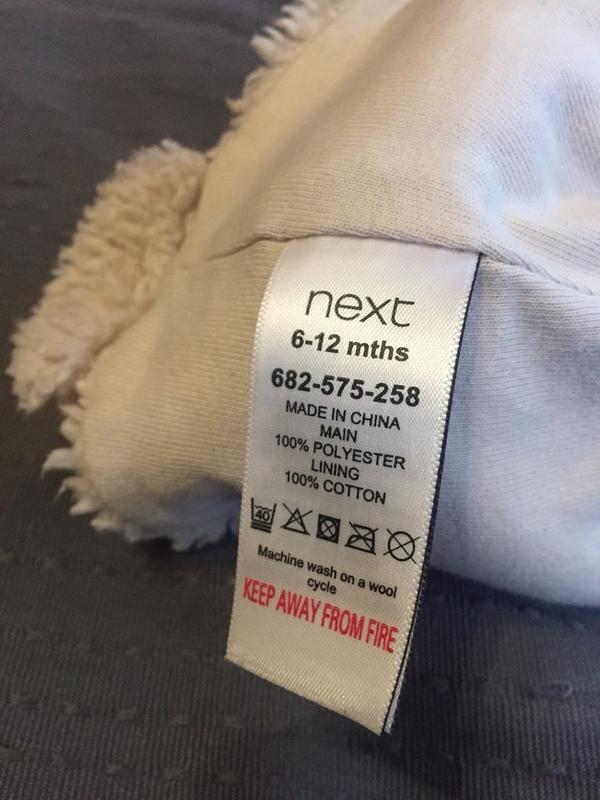 next
6-12 mths
682-575-258
MADE IN CHINA
MAIN
100% POLYESTER
LINING
100% COTTON
40
Machine wash on a wool
cycle
KEEP AWAY FROM FIRE